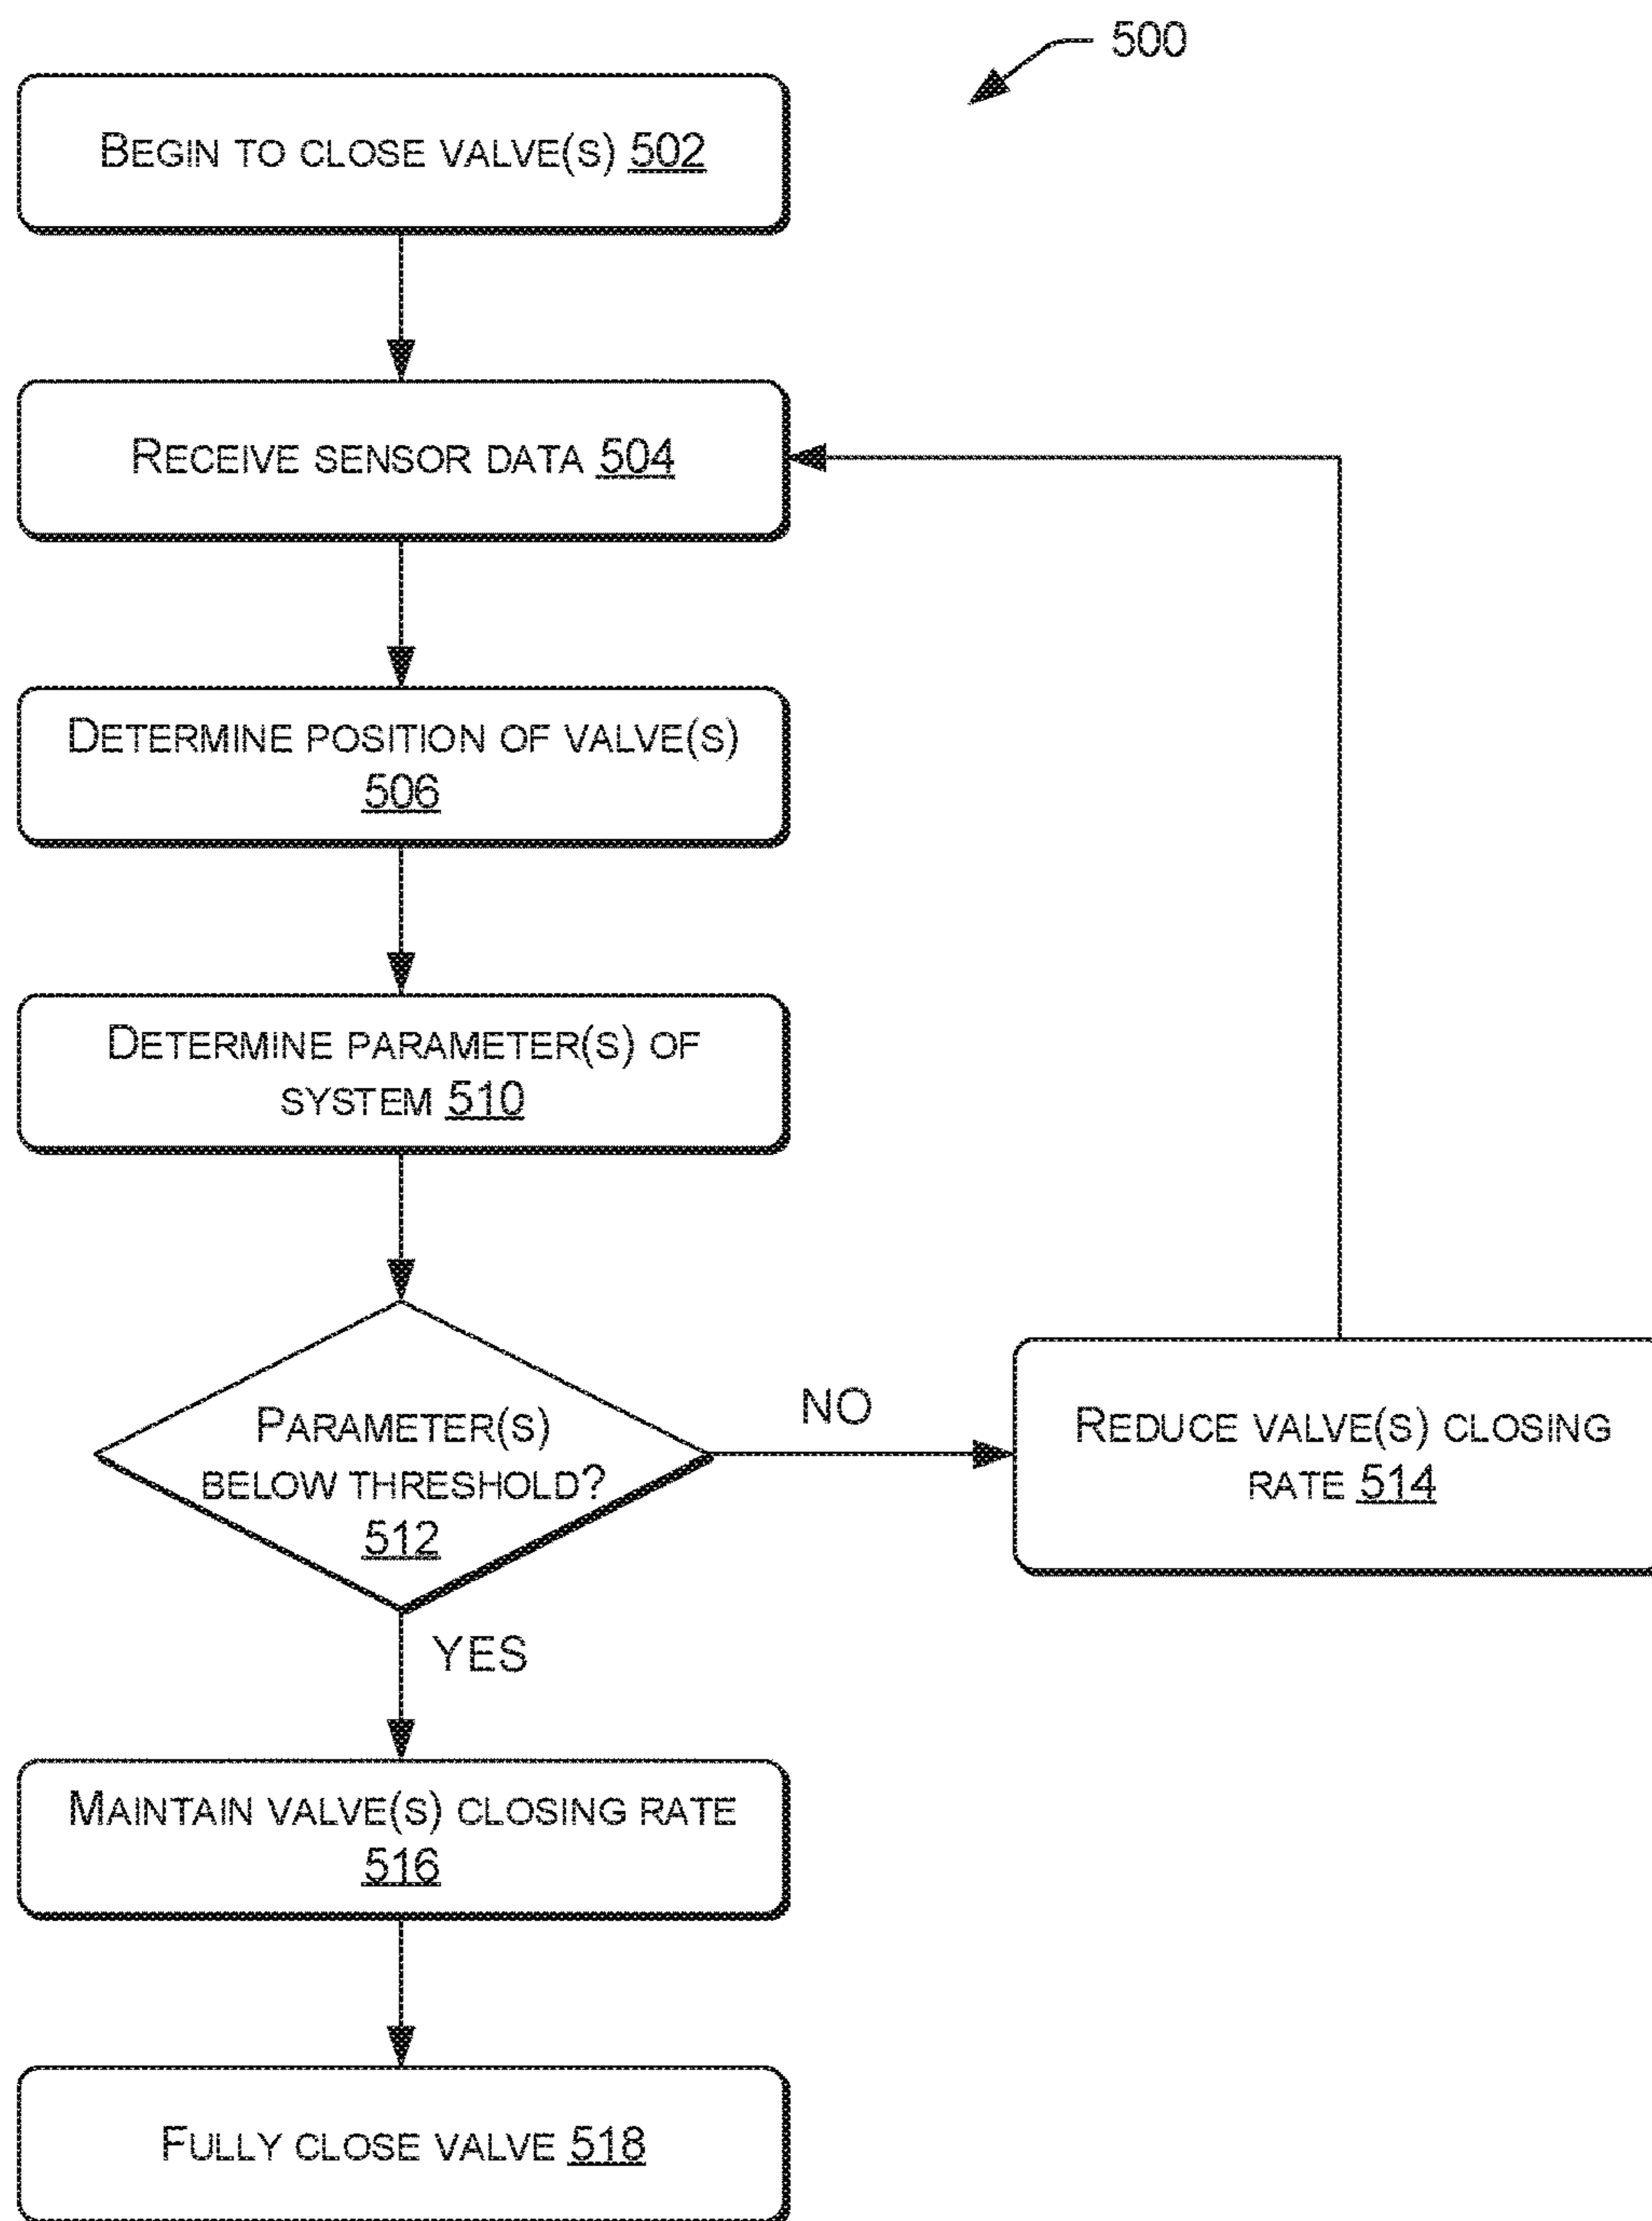 500
BEGIN TO CLOSE VALVE(S) 502
RECEIVE SENSOR DATA 504
DETERMINE POSITION OF VALVE(S)
506
DETERMINE PARAMETER(S) OF
SYSTEM 510
PARAMETER(S)
BELOW THRESHOLD?
512
NO
REDUCE VALVE(S) CLOSING
RATE 514
YES
MAINTAIN VALVE(S) CLOSING RATE
516
FULLY CLOSE VALVE 518